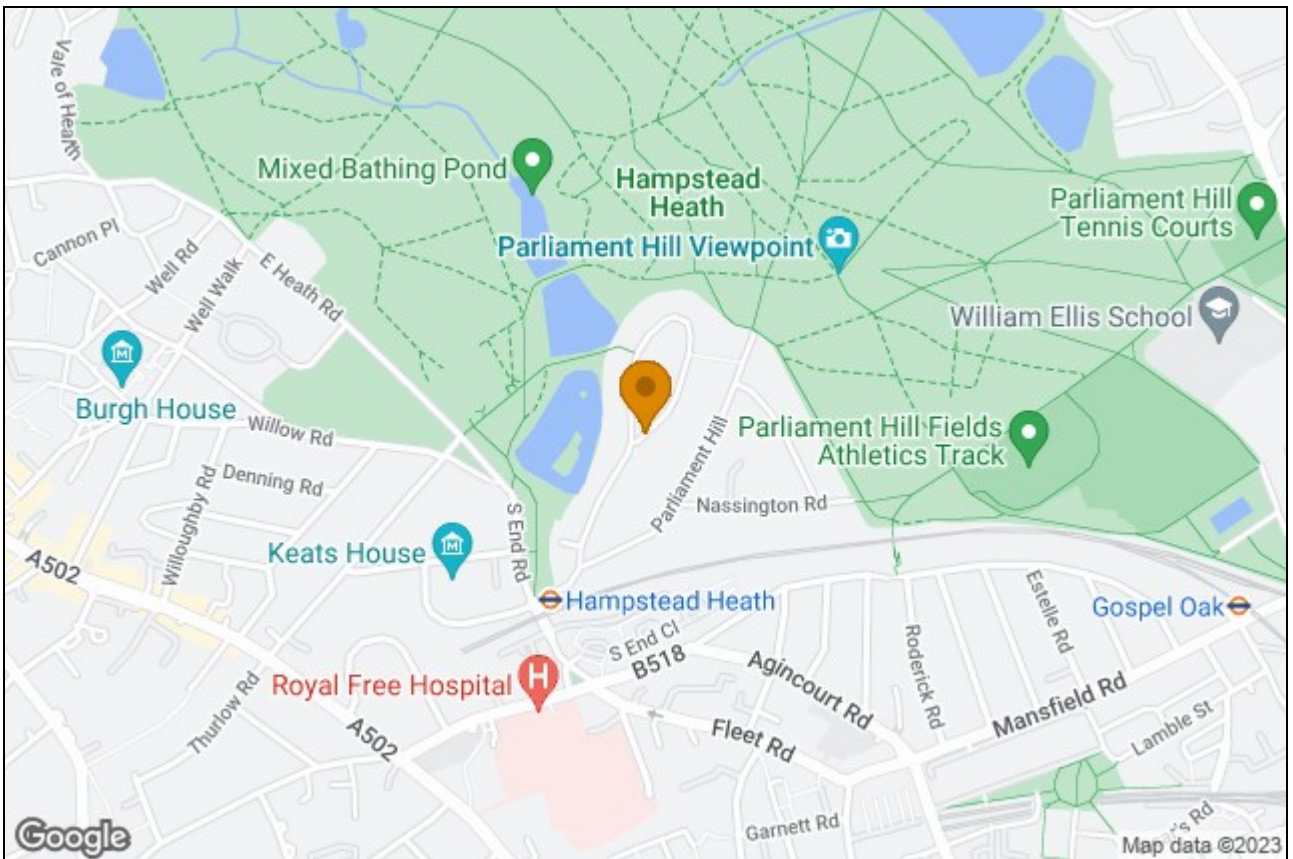 Vale of Health
Mixed Bathing Pond
Hampstead
Heath
Parliament Hill
Tennis Courts
Cannon Pl
Well Rd
Well Walk
E Heath Rd
Parliament Hill Viewpoint
William Ellis School
Burgh House
Willow Rd
Parliament Hill Fields
Athletics Track
Denning Rd
Willoughby Rd
Parliament Hill
Nassington Rd
S End Rd
Keats House
A502
Hampstead Heath
Gospel Oak
Estelle Rd
Roderick Rd
S End Cl
B518
Agincourt Rd
Mansfield Rd
Royal Free Hospital
Thurlow Rd
A502
Fleet Rd
Lamble St
Garnett Rd
's Rd
Google
Map data ©2023